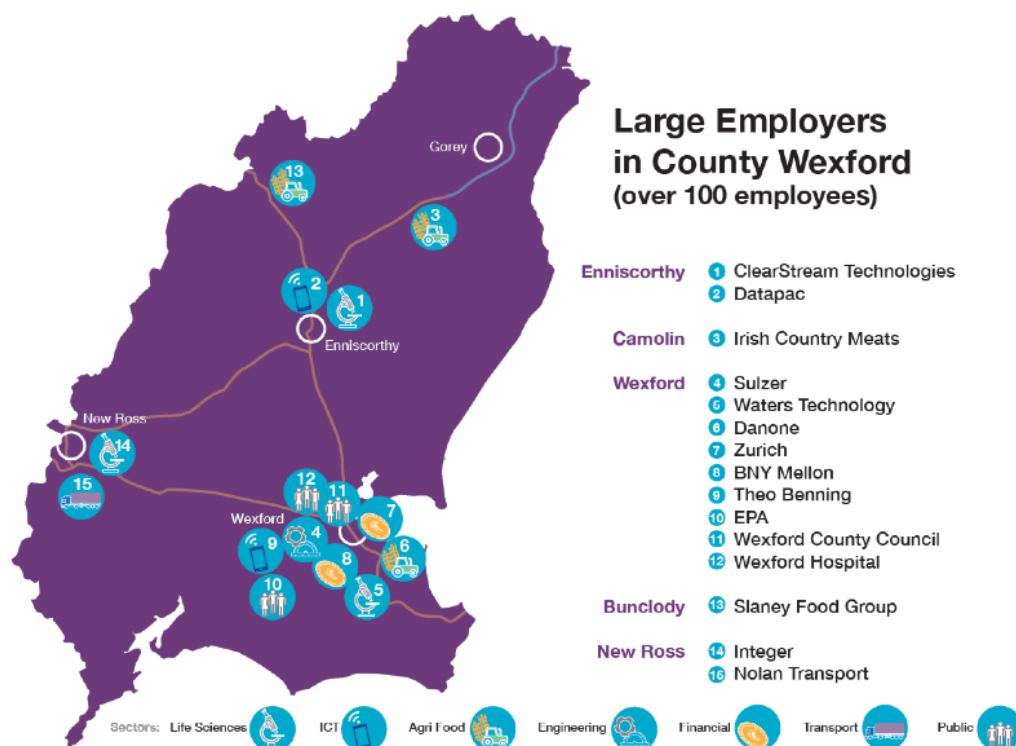 Large Employers
in County Wexford
(over 100 employees)
Gorey
13
3
2
1
Enniscorthy
New Ross
14
15
12
11
7
Wexford
4
9
8
6
10
5
Enniscorthy
1 ClearStream Technologies
2 Datapac
Camolin
3 Irish Country Meats
Wexford
4 Sulzer
5 Waters Technology
6 Danone
7 Zurich
8 BNY Mellon
9 Theo Benning
10 EPA
11 Wexford County Council
12 Wexford Hospital
Bunclody
13 Slaney Food Group
New Ross
14 Integer
15 Nolan Transport
Sectors: Life Sciences ICT Agri Food Engineering Financial Transport Public